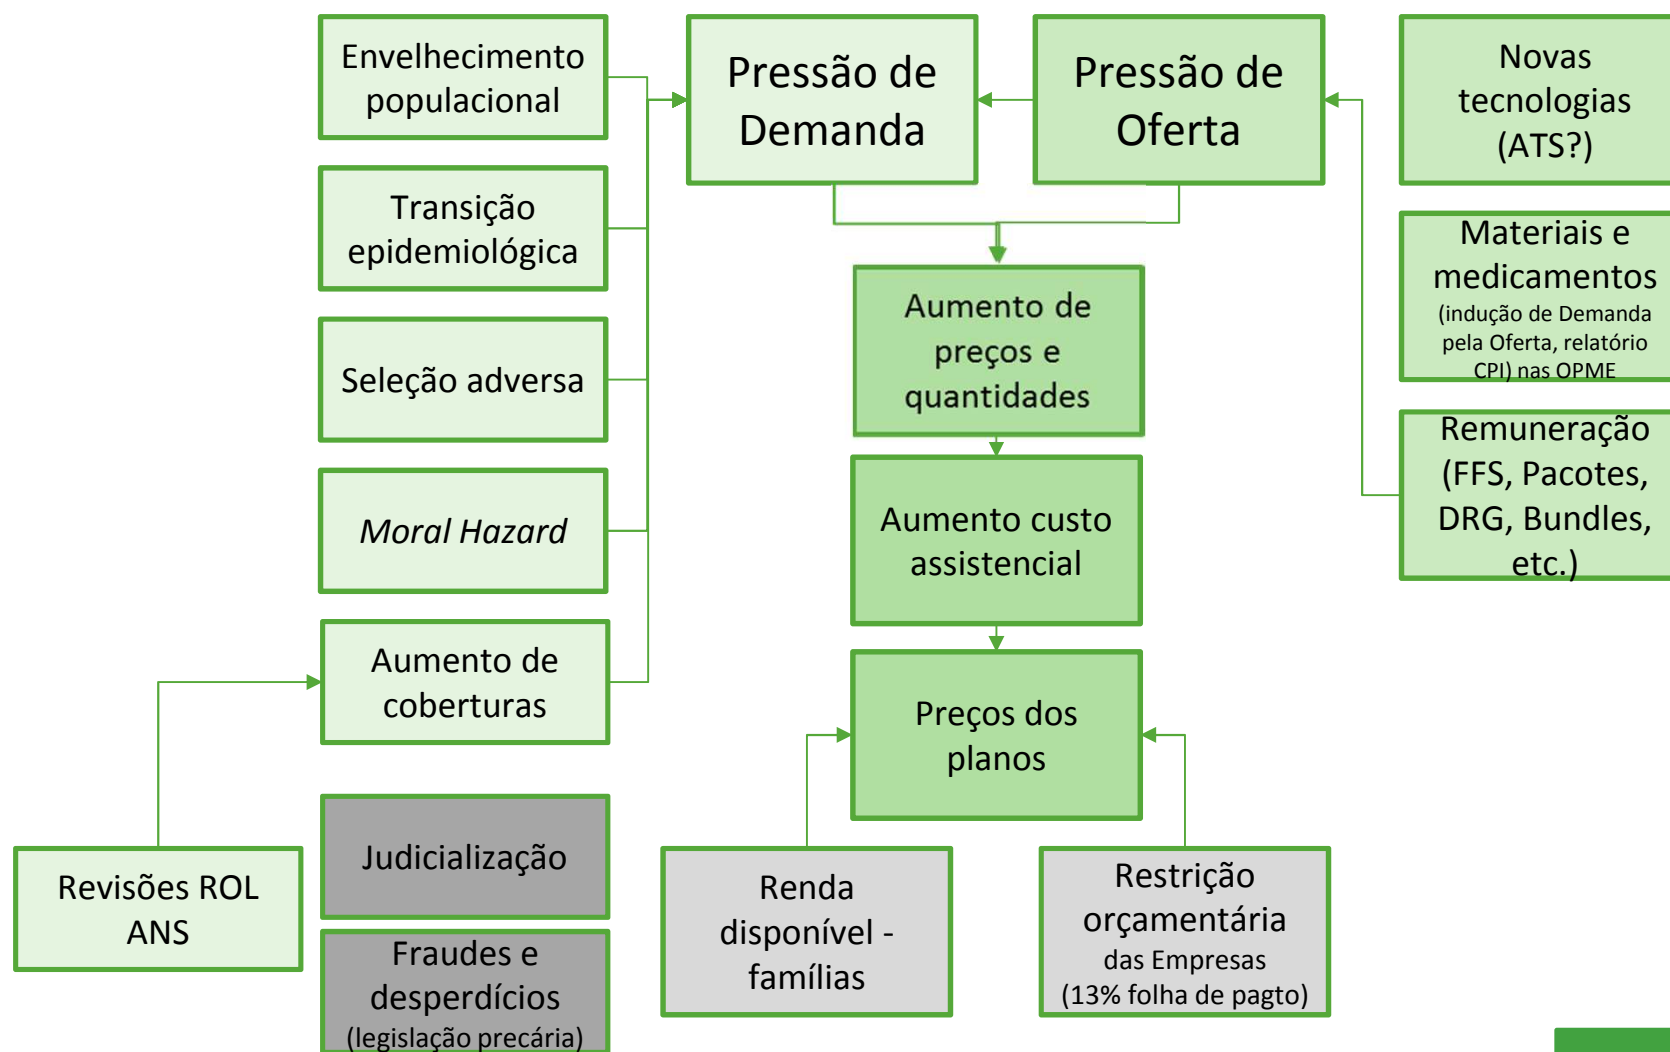 Envelhecimento
populacional
Transição
epidemiológica
Seleção adversa
Moral Hazard
Aumento de
coberturas
Revisões ROL
ANS
Judicialização
Fraudes e
desperdícios
(legislação precária)
Pressão de
Demanda
Pressão de
Oferta
Aumento de
preços e
quantidades
Aumento custo
assistencial
Preços dos
planos
Renda
disponível -
famílias
Restrição
orçamentária
das Empresas
(13% folha de pagto)
Novas
tecnologias
(ATS?)
Materiais e
medicamentos
(indução de Demanda
pela Oferta, relatório
CPI) nas OPME
Remuneração
(FFS, Pacotes,
DRG, Bundles,
etc.)